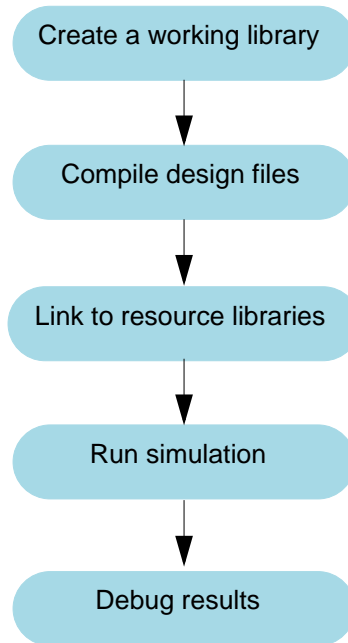 Create a working library
Compile design files
Link to resource libraries
Run simulation
Debug results